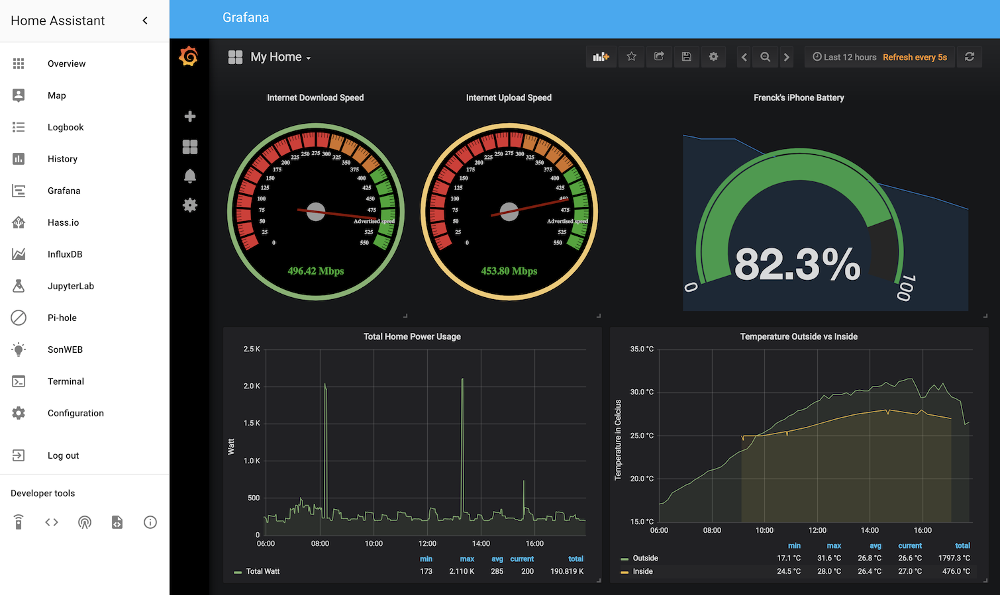 Home Assistant
Overview
Map
Logbook
History
Grafana
Hass.io
InfluxDB
JupyterLab
Pi-hole
SonWEB
Terminal
Configuration
Log out
Developer tools
Grafana
My Home
Last 12 hours Refresh every 5s
Internet Download Speed
0
25
50
75
100
125
150
175
200
225
250
275
300
325
350
375
400
425
450
475
Advertised speed
525
550
496.42 Mbps
Internet Upload Speed
0
25
50
75
100
125
150
175
200
225
250
275
300
325
350
375
400
425
450
475
Advertised speed
525
550
453.80 Mbps
Frenck's iPhone Battery
82.3%
0
100
Total Home Power Usage
Watt
2.5 K
2.0 K
1.5 K
1.0 K
500
0
06:00 08:00 10:00 12:00 14:00 16:00
min max avg current total
Total Watt 173 2.110 K 285 200 190.819 K
Temperature Outside vs Inside
Temperature in Celcius
35.0 °C
30.0 °C
25.0 °C
20.0 °C
15.0 °C
06:00 08:00 10:00 12:00 14:00 16:00
min max avg current total
Outside 17.1 °C 31.6 °C 26.8 °C 26.6 °C 1797.3 °C
Inside 24.5 °C 28.0 °C 26.4 °C 27.0 °C 476.0 °C